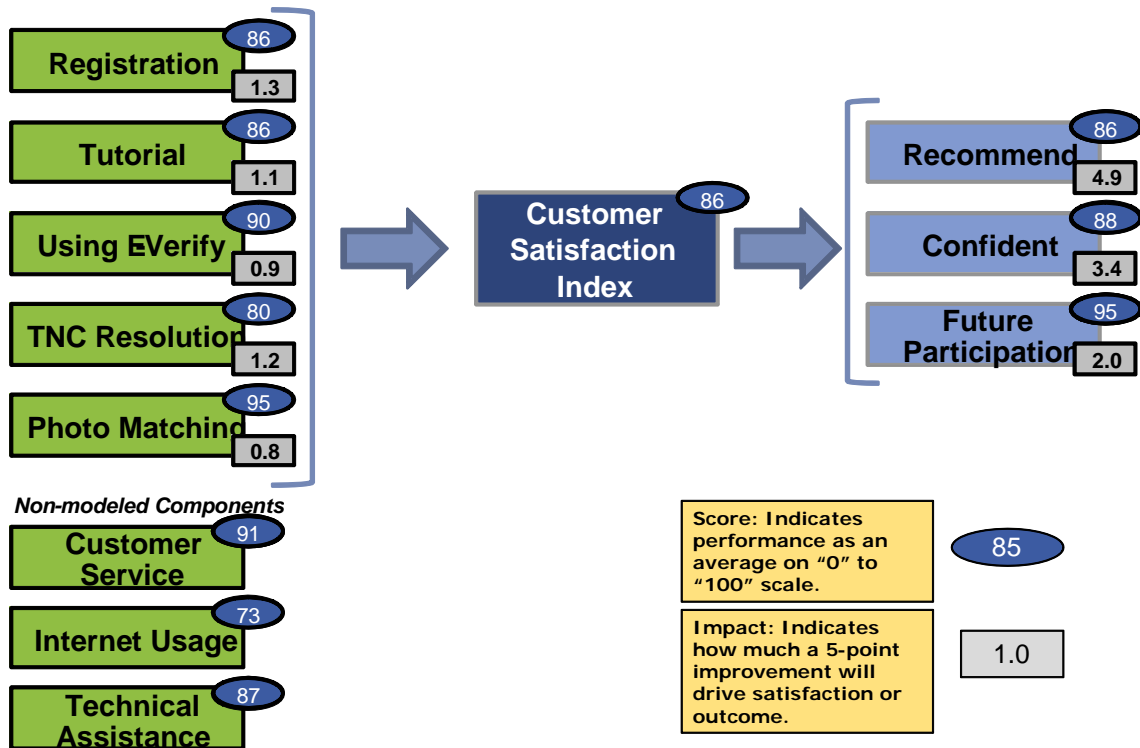 86
Registration
1.3
86
Tutorial
1.1
90
Using EVerify
0.9
80
TNC Resolution
1.2
95
Photo Matching
0.8
Non-modeled Components
91
Customer
Service
73
Internet Usage
87
Technical
Assistance
86
Customer
Satisfaction
Index
86
Recommend
4.9
88
Confident
3.4
95
Future
Participation
2.0
Score: Indicates
performance as an
average on “0” to
“100” scale.
85
Impact: Indicates
how much a 5-point
improvement will
drive satisfaction or
outcome.
1.0